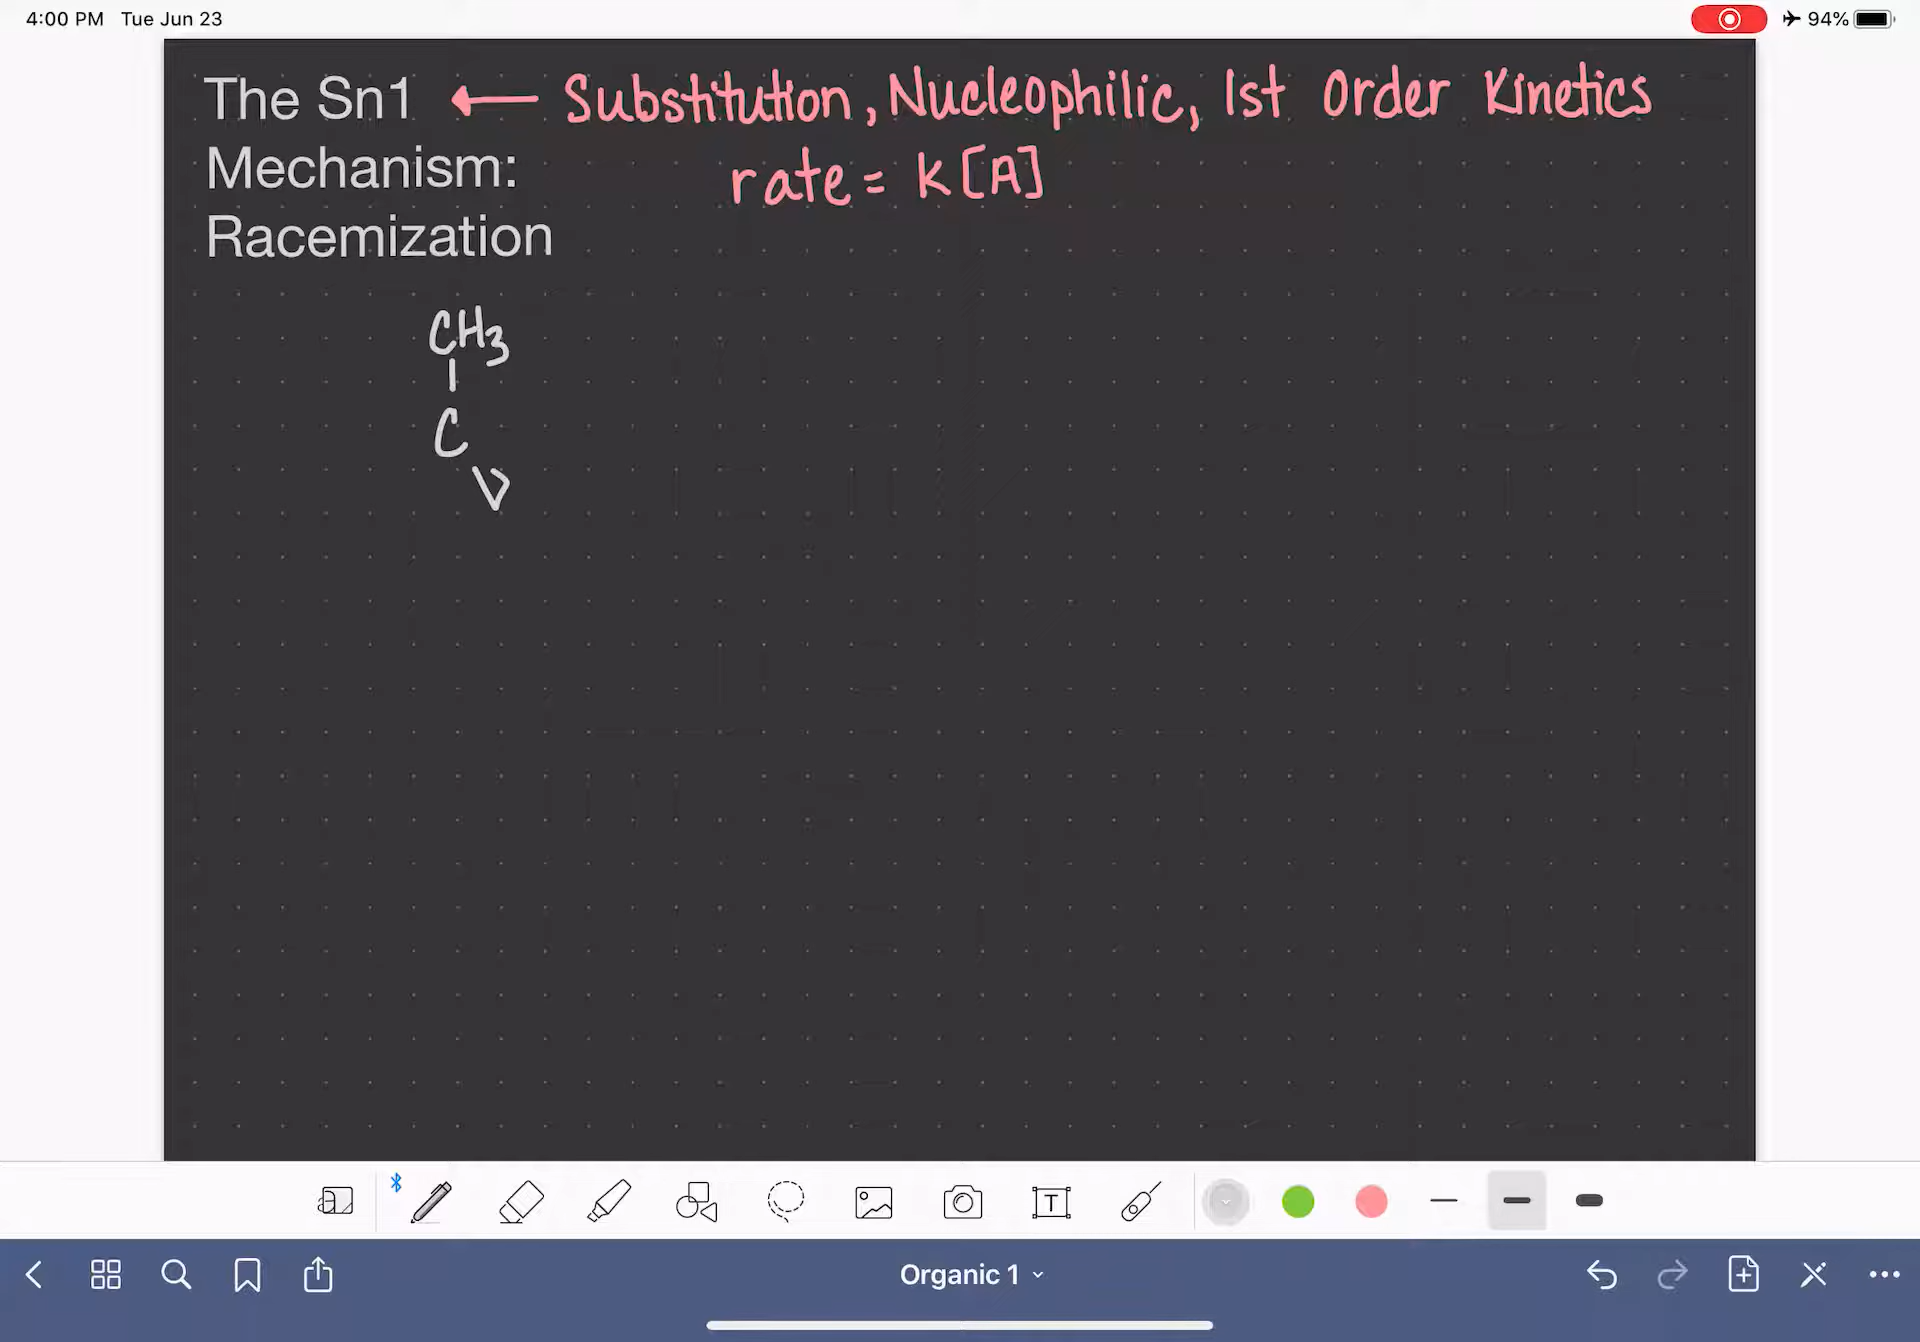 4:00 PM Tue Jun 23
94%
The Sn1 ← Substitution, Nucleophilic, 1st Order Kinetics
Mechanism: rate = K[A]
Racemization
CH3
C
T
Organic 1